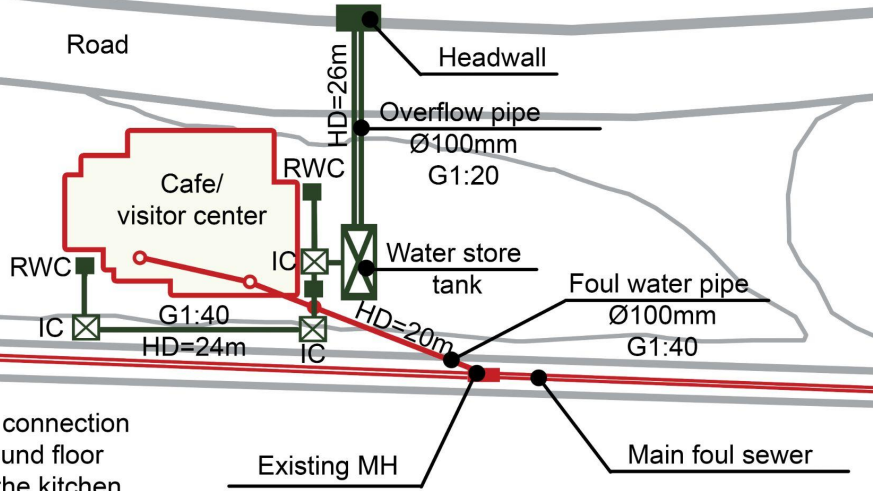 Road
HD=26m
Headwall
Overflow pipe
Ø100mm
G1:20
RWC
Cafe/
visitor center
IC
Water store
tank
RWC
Foul water pipe
Ø100mm
G1:40
IC
G1:40
HD=24m
IC
HD=20m
connection
und floor
the kitchen
Existing MH
Main foul sewer